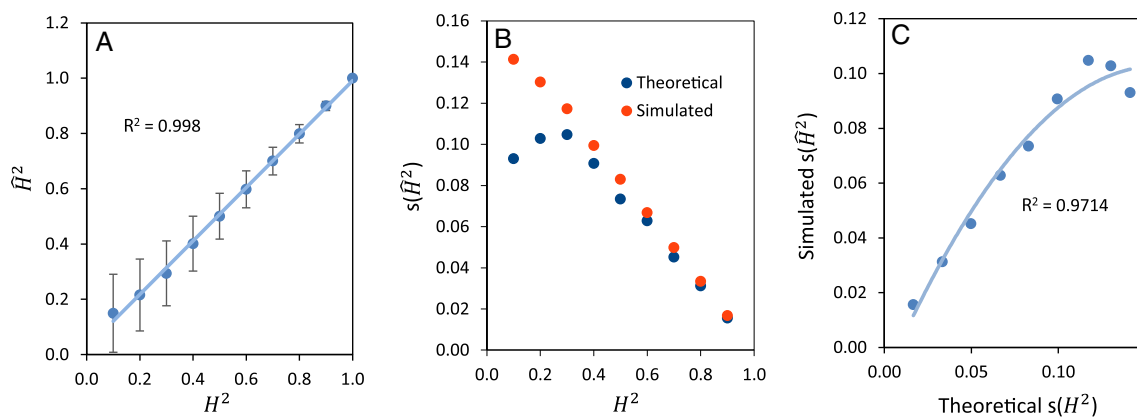 A
1.0
0.8
0.6
0.4
0.2
0.0
Ĥ²
R² = 0.998
0.0 0.2 0.4 0.6 0.8 1.0
H²
B
0.16
0.14
0.12
0.10
0.08
0.06
0.04
0.02
0.00
s(Ĥ²)
Theoretical
Simulated
0.0 0.2 0.4 0.6 0.8 1.0
H²
C
0.12
0.10
0.08
0.06
0.04
0.02
0.00
Simulated s(Ĥ²)
R² = 0.9714
0.00 0.05 0.10
Theoretical s(H²)